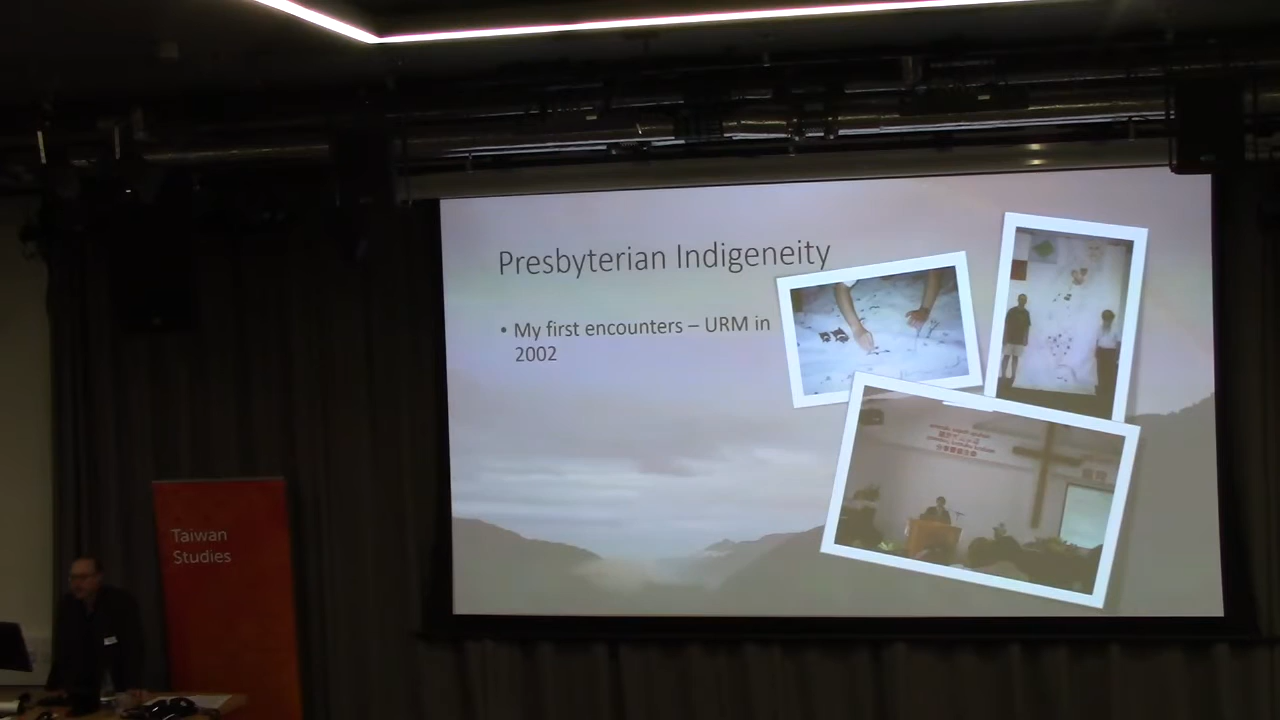 Presbyterian Indigeneity
• My first encounters – URM in
2002
Taiwan
Studies